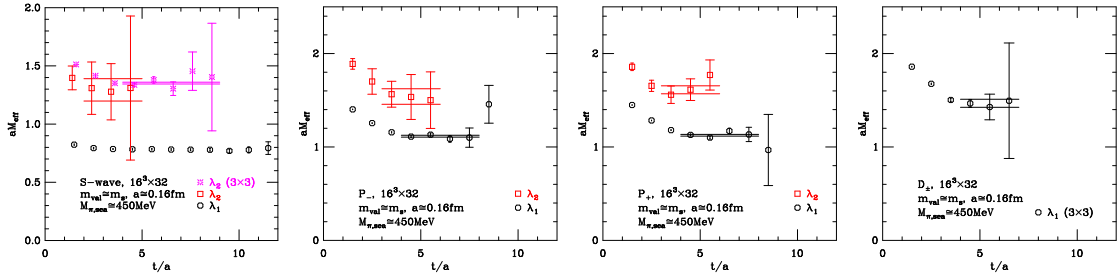 aM_eff
2.0
1.5
1.0
0.5
0.0
S-wave, 16³×32
m_val≃m_s, a≃0.16fm
M_π,sea≃450MeV
λ₂ (3×3)
λ₂
λ₁
0 5 10
t/a
2
1
0
P₋, 16³×32
m_val≃m_s, a≃0.16fm
M_π,sea≃450MeV
λ₂
λ₁
0 5 10
t/a
aM_eff
2
1
0
P₊, 16³×32
m_val≃m_s, a≃0.16fm
M_π,sea≃450MeV
λ₂
λ₁
0 5 10
t/a
aM_eff
2
1
0
D±, 16³×32
m_val≃m_s, a≃0.16fm
M_π,sea≃450MeV
λ₁ (3×3)
0 5 10
t/a
aM_eff